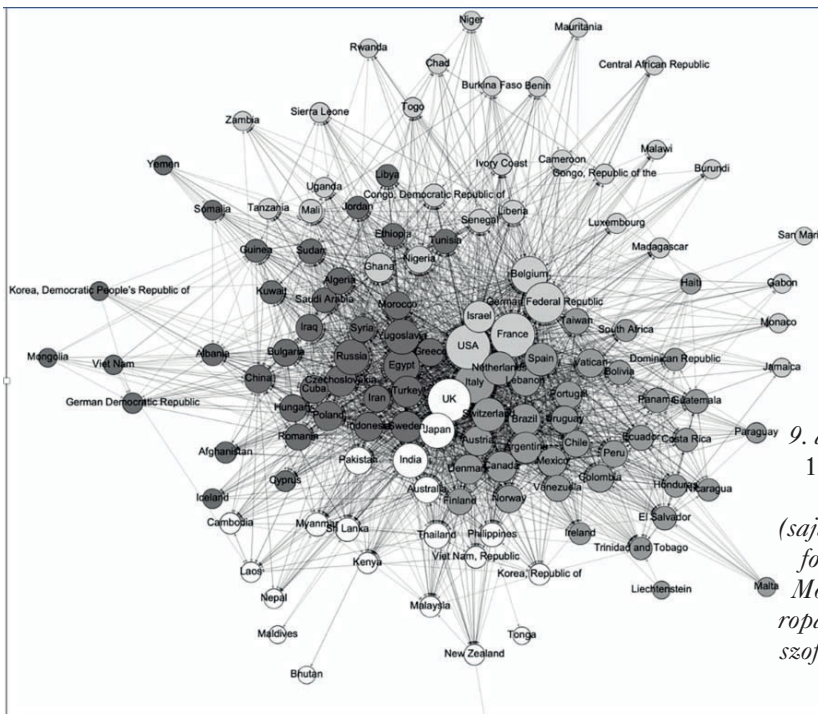 Niger
Mauritania
Rwanda
Chad
Central African Republic
Burkina Faso
Benin
Togo
Sierra Leone
Zambia
Malawi
Yemen
Ivory Coast
Cameroon
Congo, Republic of the
Burundi
Libya
Uganda
Congo, Democratic Republic of
Somalia
Tanzania
Mali
Jordan
Senegal
Liberia
Luxembourg
San Mari
Ethiopia
Tunisia
Guinea
Sudan
Nigeria
Ghana
Madagascar
Belgium
Algeria
Korea, Democratic People's Republic of
Kuwait
Saudi Arabia
Haiti
Gabon
Morocco
German Federal Republic
Israel
Taiwan
Iraq
Syria
Yugoslavia
France
South Africa
Monaco
USA
Greece
Albania
Bulgaria
Russia
Mongolia
Viet Nam
Egypt
Netherlands
Spain
Vatican
Dominican Republic
Bolivia
Jamaica
China
Czechoslovakia
Cuba
Turkey
Italy
Lebanon
Portugal
German Democratic Republic
Hungary
Iran
UK
Panama
Guatemala
Poland
Switzerland
Brazil
Uruguay
Indonesia
Sweden
Japan
Romania
Austria
Argentina
Chile
Ecuador
Costa Rica
Paraguay
9.
Afghanistan
Pakistan
India
Denmark
Canada
Mexico
Peru
Cyprus
Australia
Venezuela
Colombia
Honduras
Nicaragua
Iceland
Finland
Norway
Cambodia
Myanmar
Sri Lanka
El Salvador
Thailand
Philippines
Ireland
Trinidad and Tobago
Viet Nam, Republic
Laos
Kenya
Korea, Republic of
Liechtenstein
Malta
Nepal
Malaysia
Maldives
Tonga
New Zealand
Bhutan